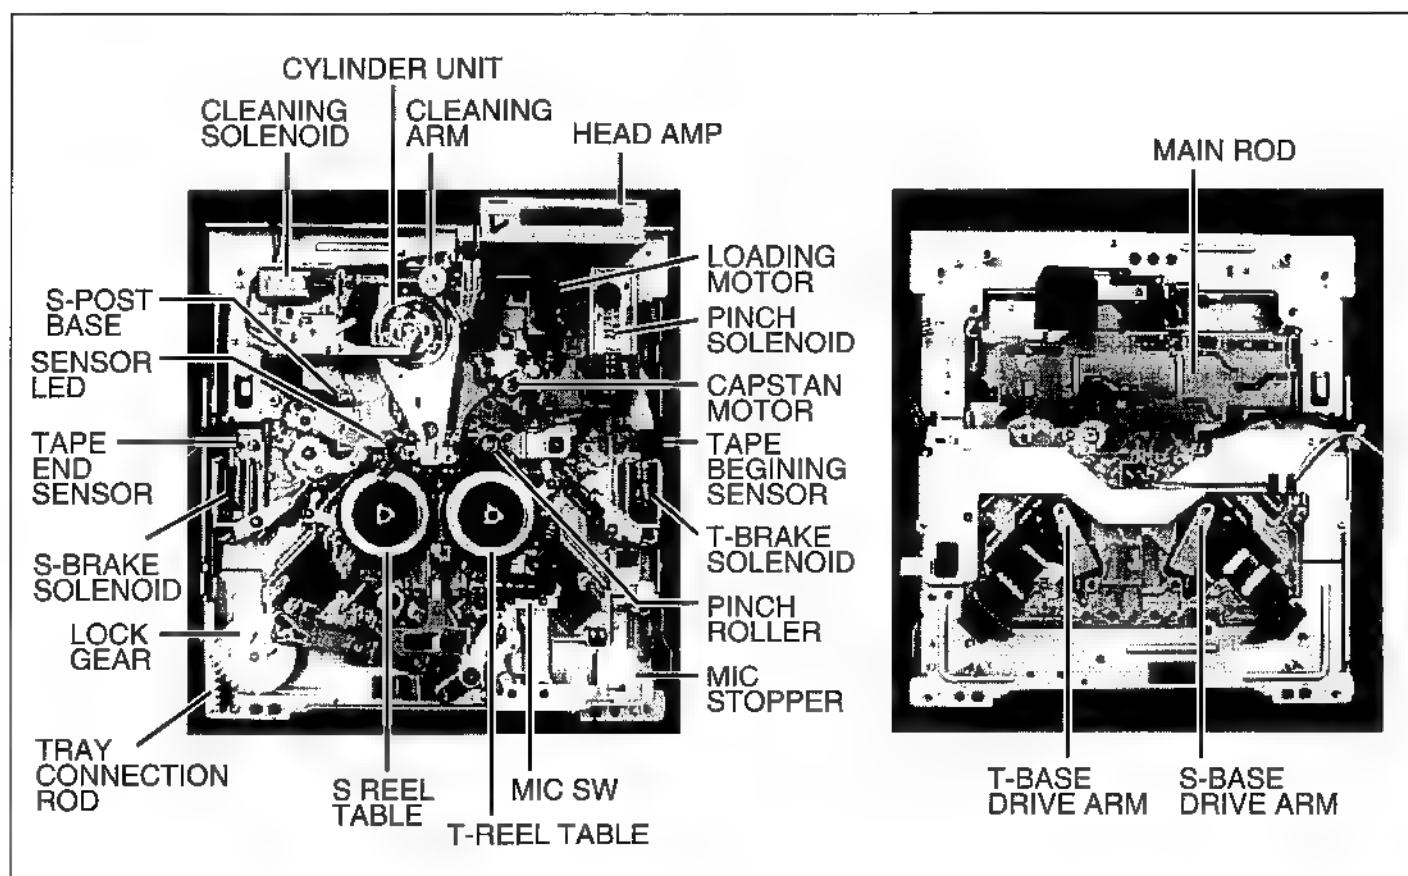 CYLINDER UNIT
CLEANING
SOLENOID
CLEANING
ARM
HEAD AMP
MAIN ROD
S-POST
BASE
SENSOR
LED
TAPE
END
SENSOR
S-BRAKE
SOLENOID
LOCK
GEAR
TRAY
CONNECTION
ROD
LOADING
MOTOR
PINCH
SOLENOID
CAPSTAN
MOTOR
TAPE
BEGINING
SENSOR
T-BRAKE
SOLENOID
PINCH
ROLLER
MIC
STOPPER
S REEL
TABLE
MIC SW
T-REEL TABLE
T-BASE
DRIVE ARM
S-BASE
DRIVE ARM